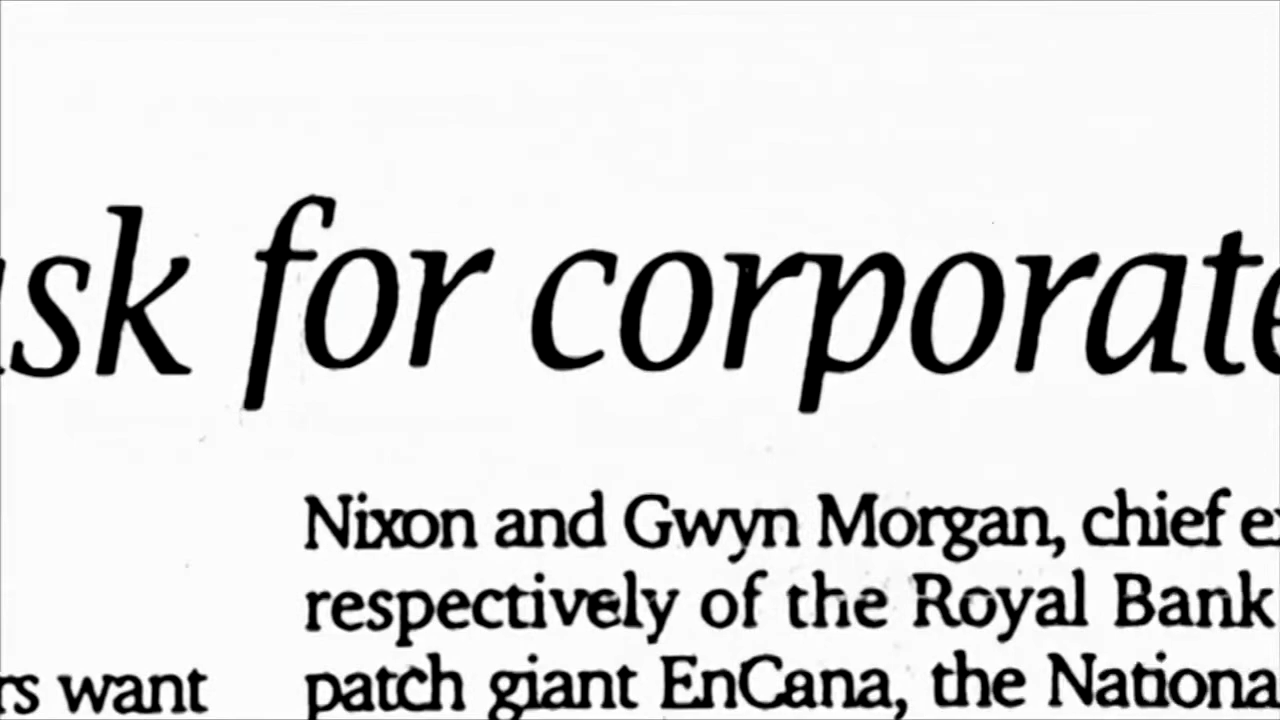 ask for corporate
Nixon and Gwyn Morgan, chief ex
respectively of the Royal Bank
rs want patch giant EnCana, the Nationa